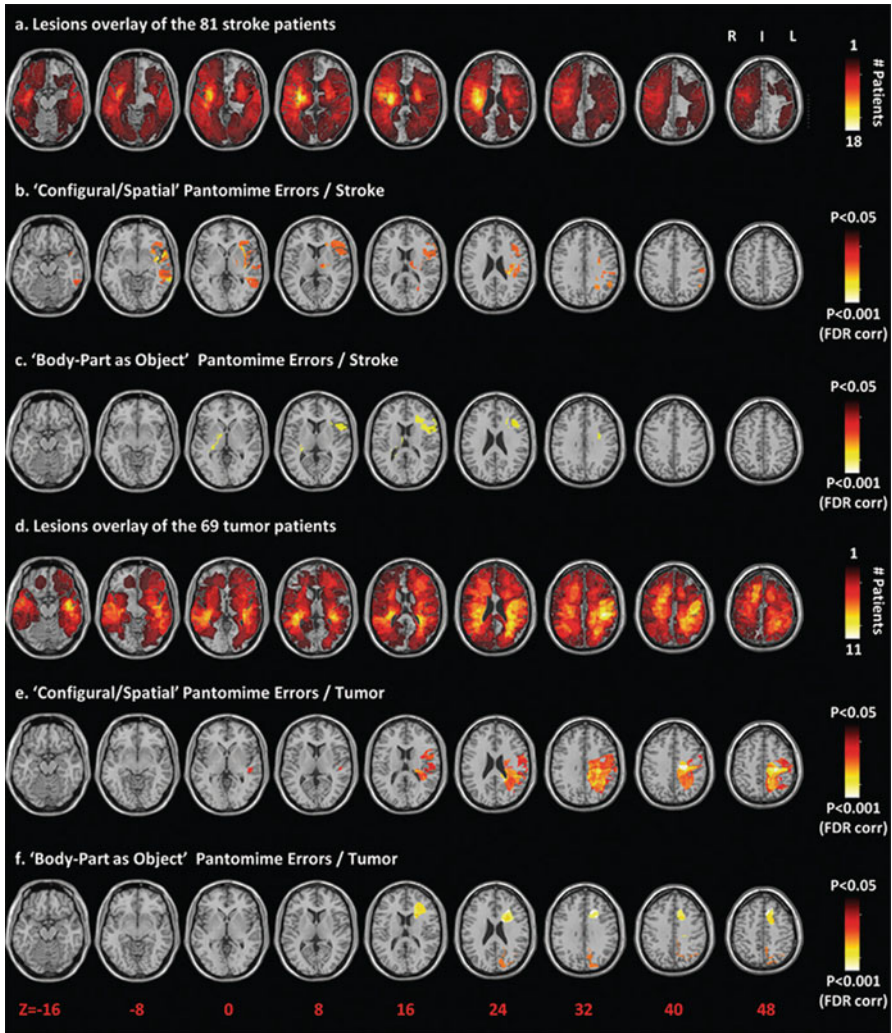 a. Lesions overlay of the 81 stroke patients
R I L
1
# Patients
18
b. ‘Configural/Spatial’ Pantomime Errors / Stroke
P<0.05
P<0.001
(FDR corr)
c. ‘Body-Part as Object’ Pantomime Errors / Stroke
P<0.05
P<0.001
(FDR corr)
d. Lesions overlay of the 69 tumor patients
1
# Patients
11
e. ‘Configural/Spatial’ Pantomime Errors / Tumor
P<0.05
P<0.001
(FDR corr)
f. ‘Body-Part as Object’ Pantomime Errors / Tumor
P<0.05
P<0.001
(FDR corr)
Z=-16 -8 0 8 16 24 32 40 48